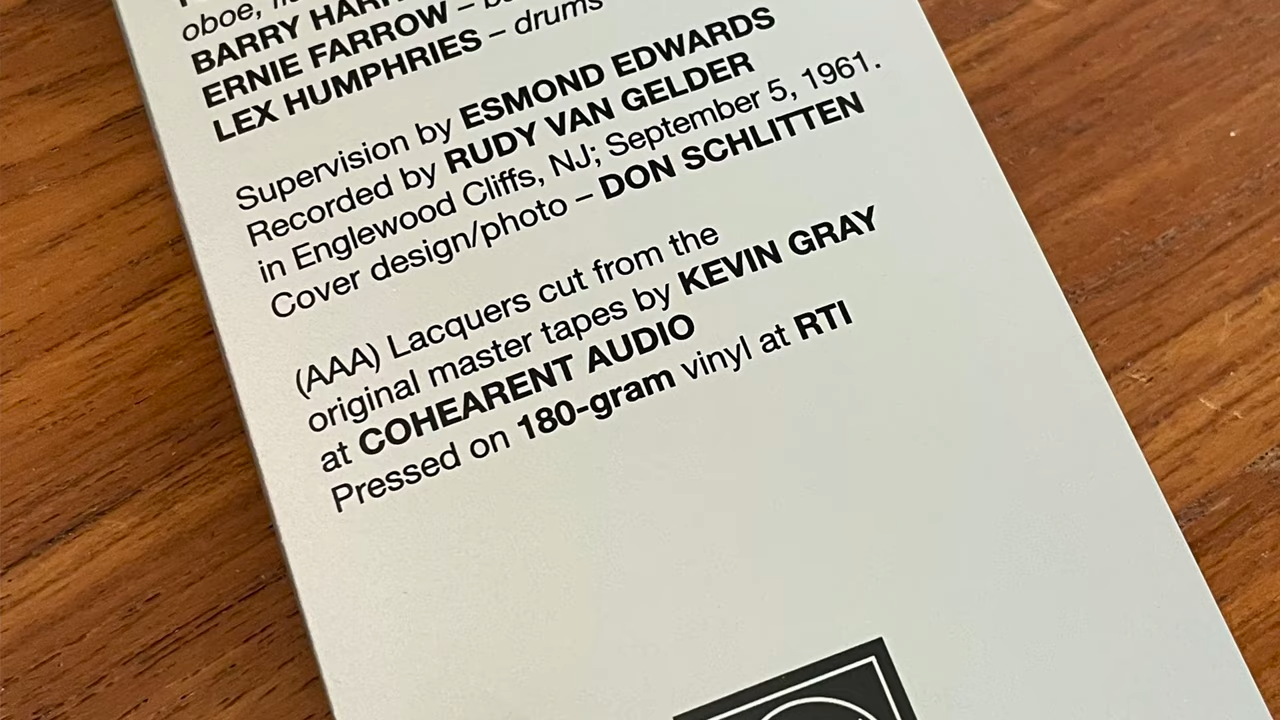 oboe,
BARRY
ERNIE FARROW –
LEX HUMPHRIES – drums
Supervision by ESMOND EDWARDS
Recorded by RUDY VAN GELDER
in Englewood Cliffs, NJ; September 5, 1961.
Cover design/photo – DON SCHLITTEN
(AAA) Lacquers cut from the
original master tapes by KEVIN GRAY
at COHEARENT AUDIO
Pressed on 180-gram vinyl at RTI